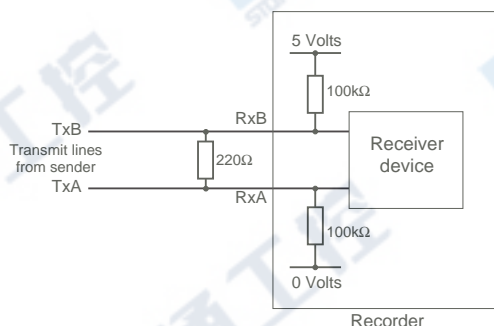 5 Volts
100kΩ
TxB
RxB
Transmit lines
from sender
220Ω
Receiver
device
TxA
RxA
100kΩ
0 Volts
Recorder